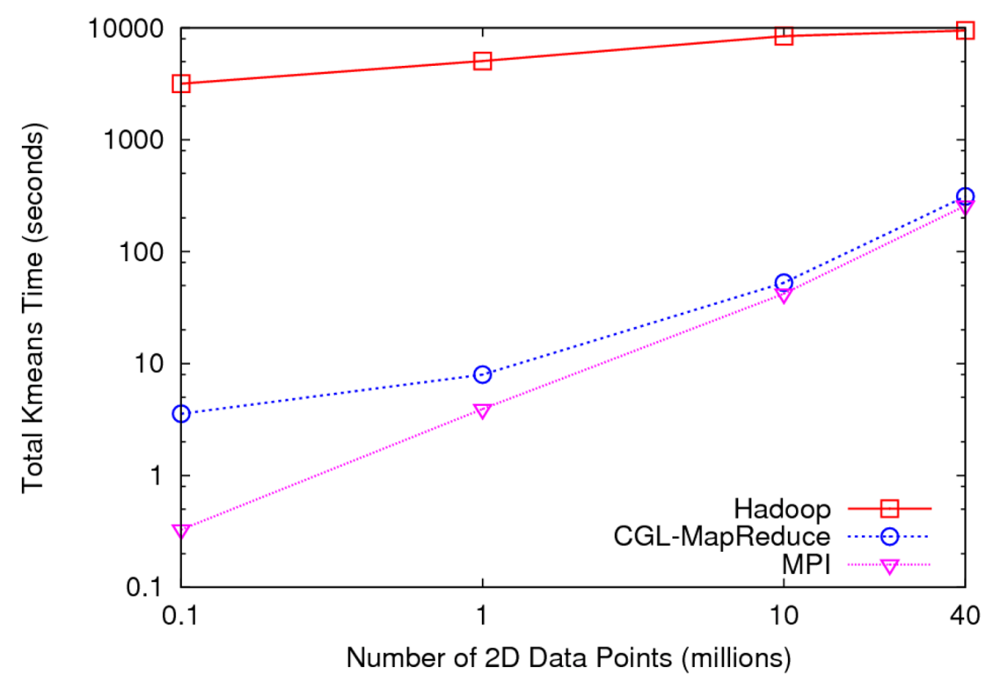 10000
1000
100
10
1
0.1
Total Kmeans Time (seconds)
Hadoop
CGL-MapReduce
MPI
0.1 1 10 40
Number of 2D Data Points (millions)